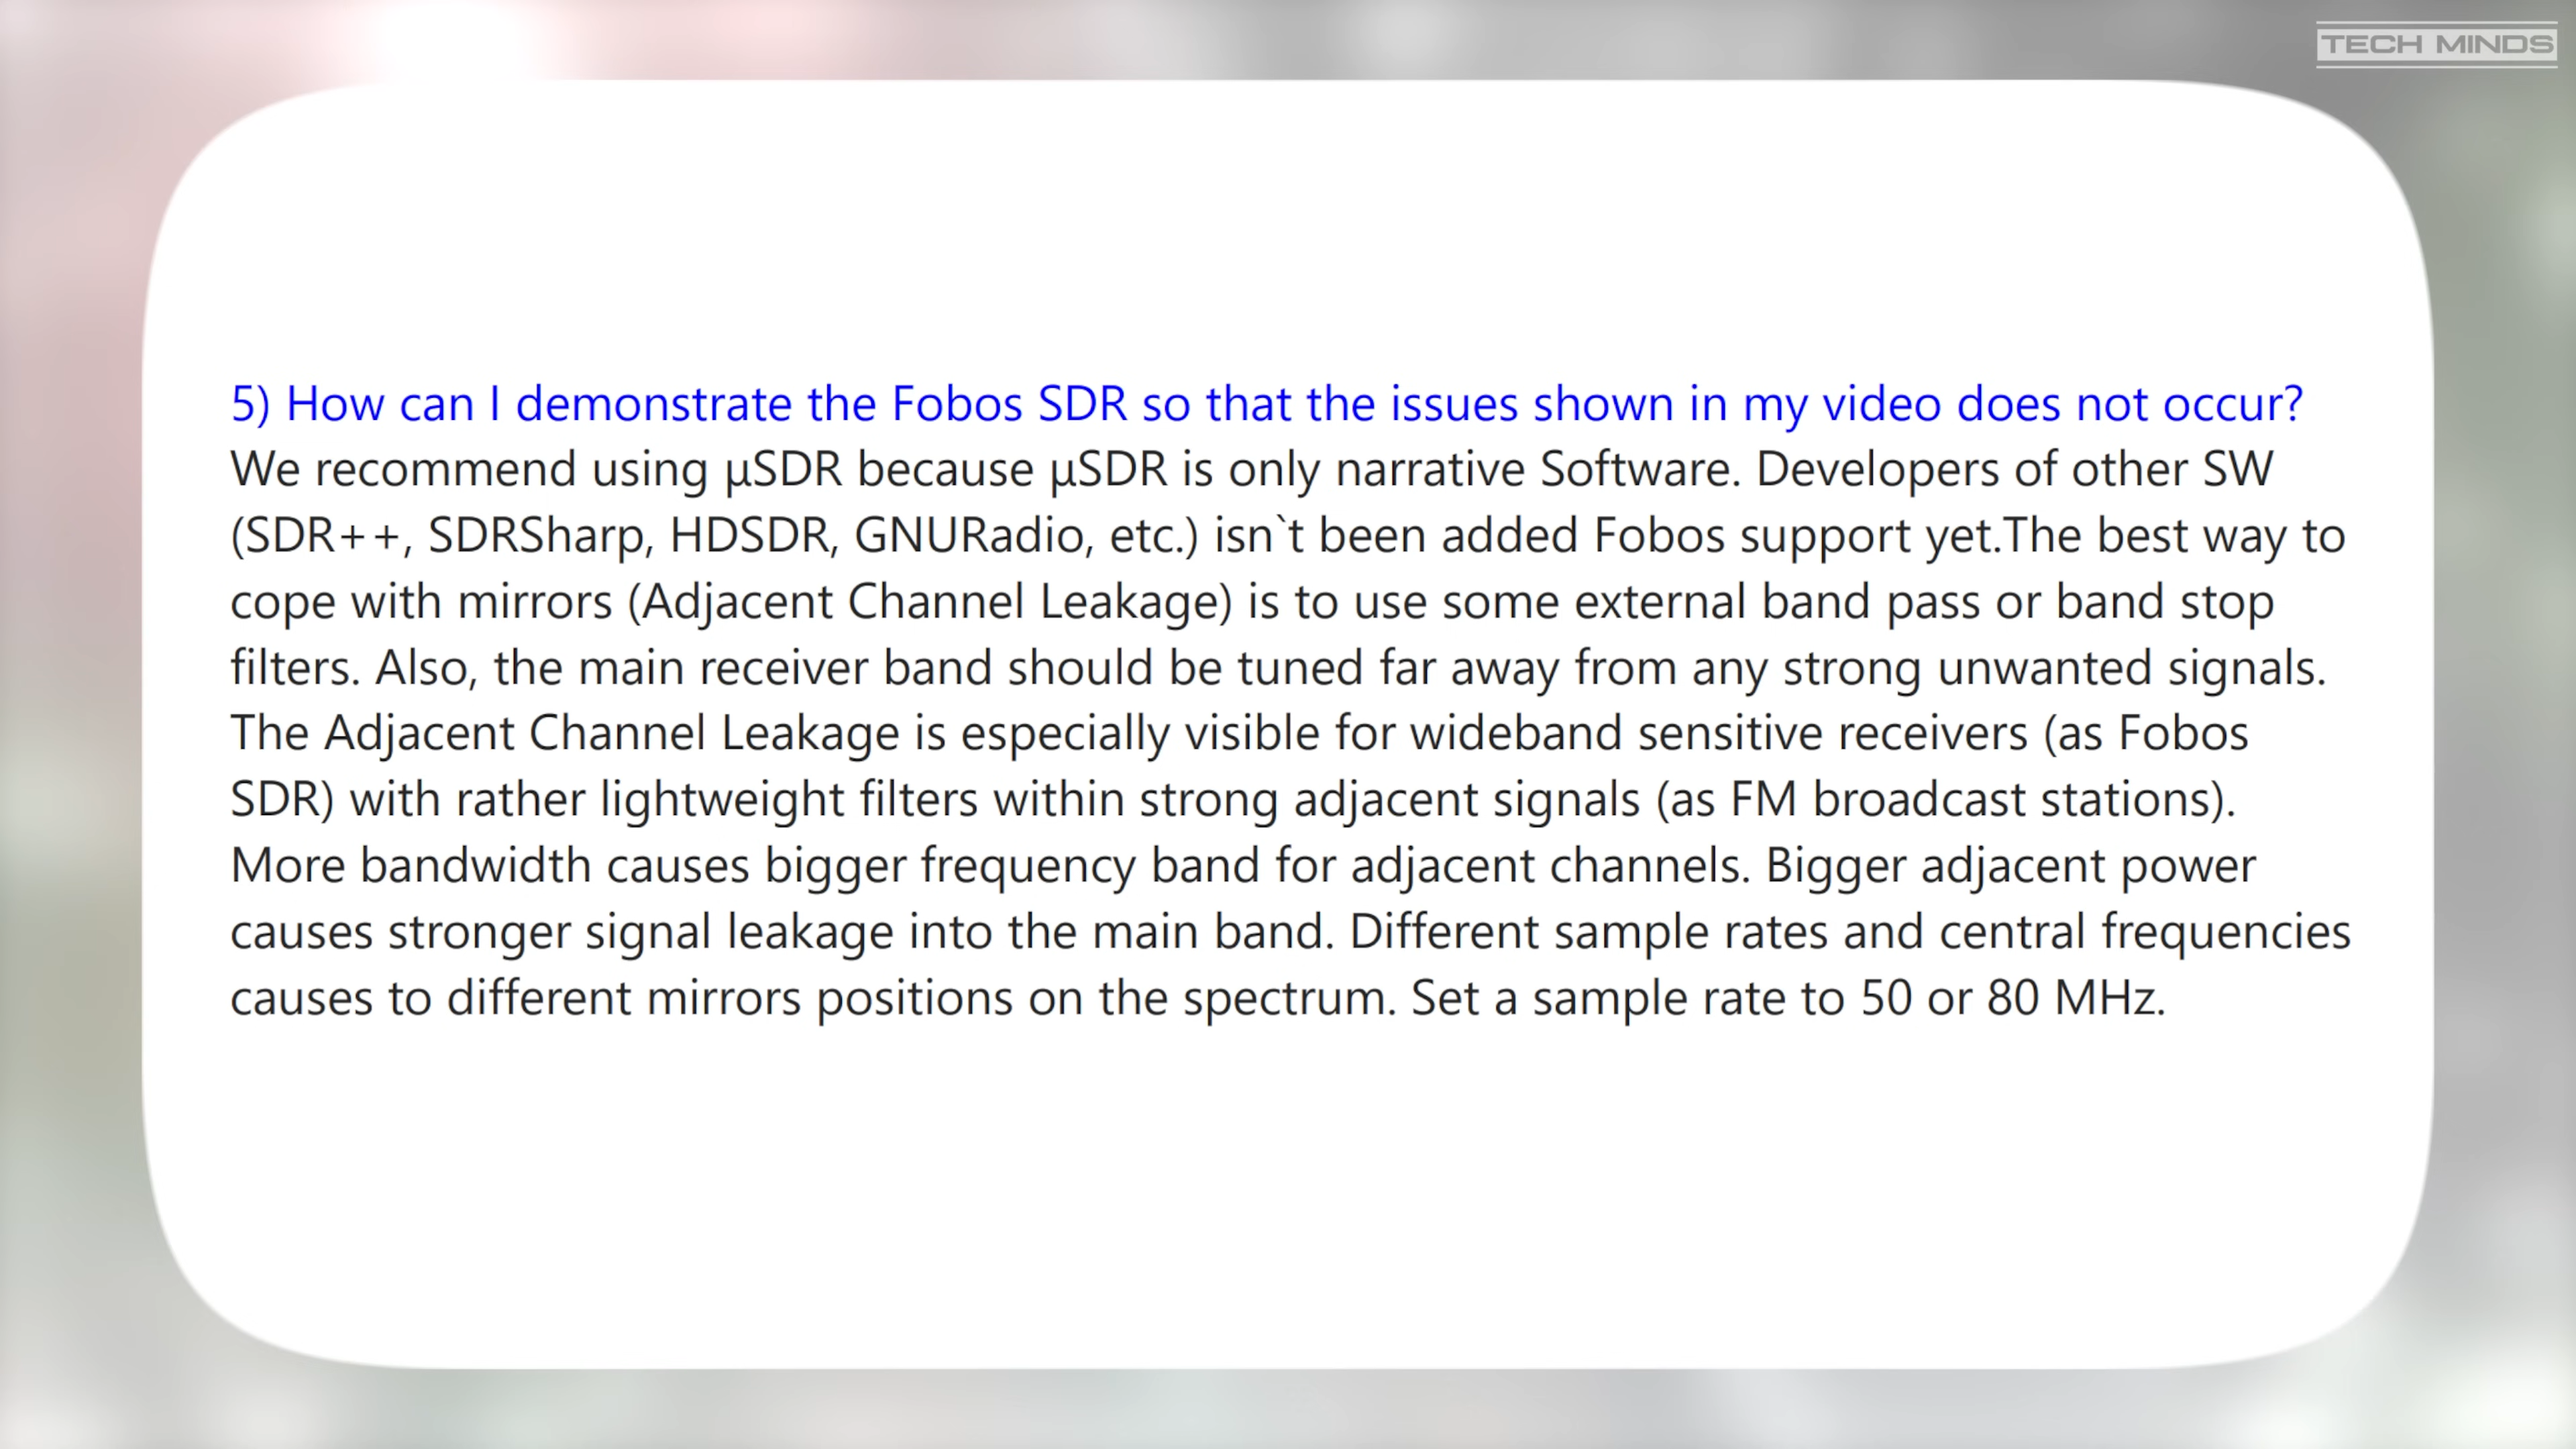 TECH MINDS
5) How can I demonstrate the Fobos SDR so that the issues shown in my video does not occur?
We recommend using µSDR because µSDR is only narrative Software. Developers of other SW
(SDR++, SDRSharp, HDSDR, GNURadio, etc.) isn`t been added Fobos support yet.The best way to
cope with mirrors (Adjacent Channel Leakage) is to use some external band pass or band stop
filters. Also, the main receiver band should be tuned far away from any strong unwanted signals.
The Adjacent Channel Leakage is especially visible for wideband sensitive receivers (as Fobos
SDR) with rather lightweight filters within strong adjacent signals (as FM broadcast stations).
More bandwidth causes bigger frequency band for adjacent channels. Bigger adjacent power
causes stronger signal leakage into the main band. Different sample rates and central frequencies
causes to different mirrors positions on the spectrum. Set a sample rate to 50 or 80 MHz.